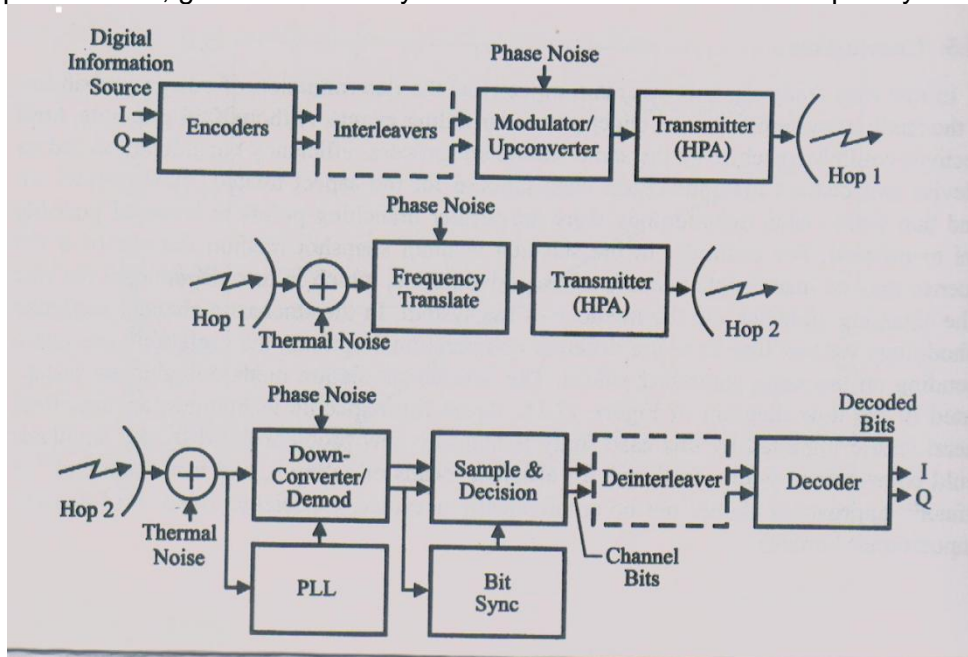 Digital
Information
Source
I
Q
Encoders
Interleavers
Phase Noise
Modulator/
Upconverter
Transmitter
(HPA)
Hop 1
Hop 1
Thermal Noise
Phase Noise
Frequency
Translate
Transmitter
(HPA)
Hop 2
Hop 2
Thermal
Noise
Phase Noise
Down-
Converter/
Demod
PLL
Sample &
Decision
Bit
Sync
Channel
Bits
Deinterleaver
Decoder
Decoded
Bits
I
Q